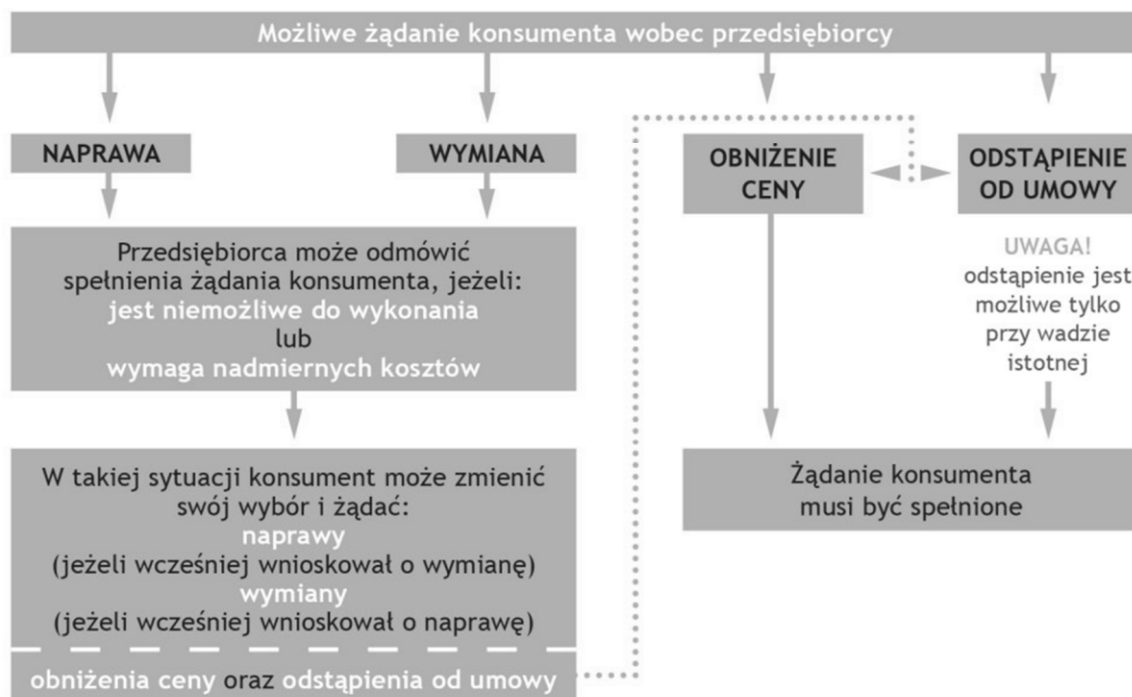 Możliwe żądanie konsumenta wobec przedsiębiorcy
NAPRAWA
WYMIANA
OBNIŻENIE
CENY
ODSTĄPIENIE
OD UMOWY
Przedsiębiorca może odmówić
spełnienia żądania konsumenta, jeżeli:
jest niemożliwe do wykonania
lub
wymaga nadmiernych kosztów
UWAGA!
odstąpienie jest
możliwe tylko
przy wadzie
istotnej
W takiej sytuacji konsument może zmienić
swój wybór i żądać:
naprawy
(jeżeli wcześniej wnioskował o wymianę)
wymiany
(jeżeli wcześniej wnioskował o naprawę)
obniżenia ceny oraz odstąpienia od umowy
Żądanie konsumenta
musi być spełnione